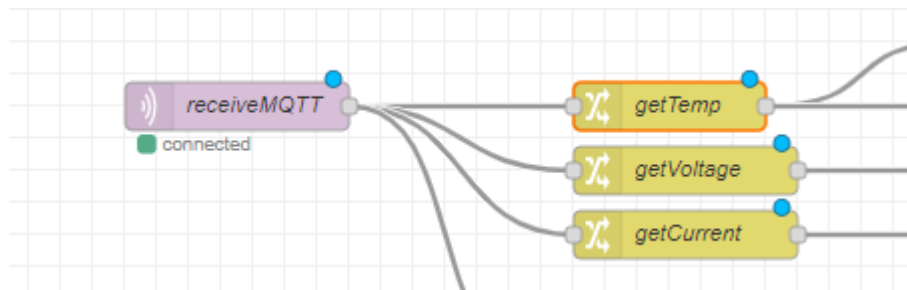 receiveMQTT
connected
getTemp
getVoltage
getCurrent